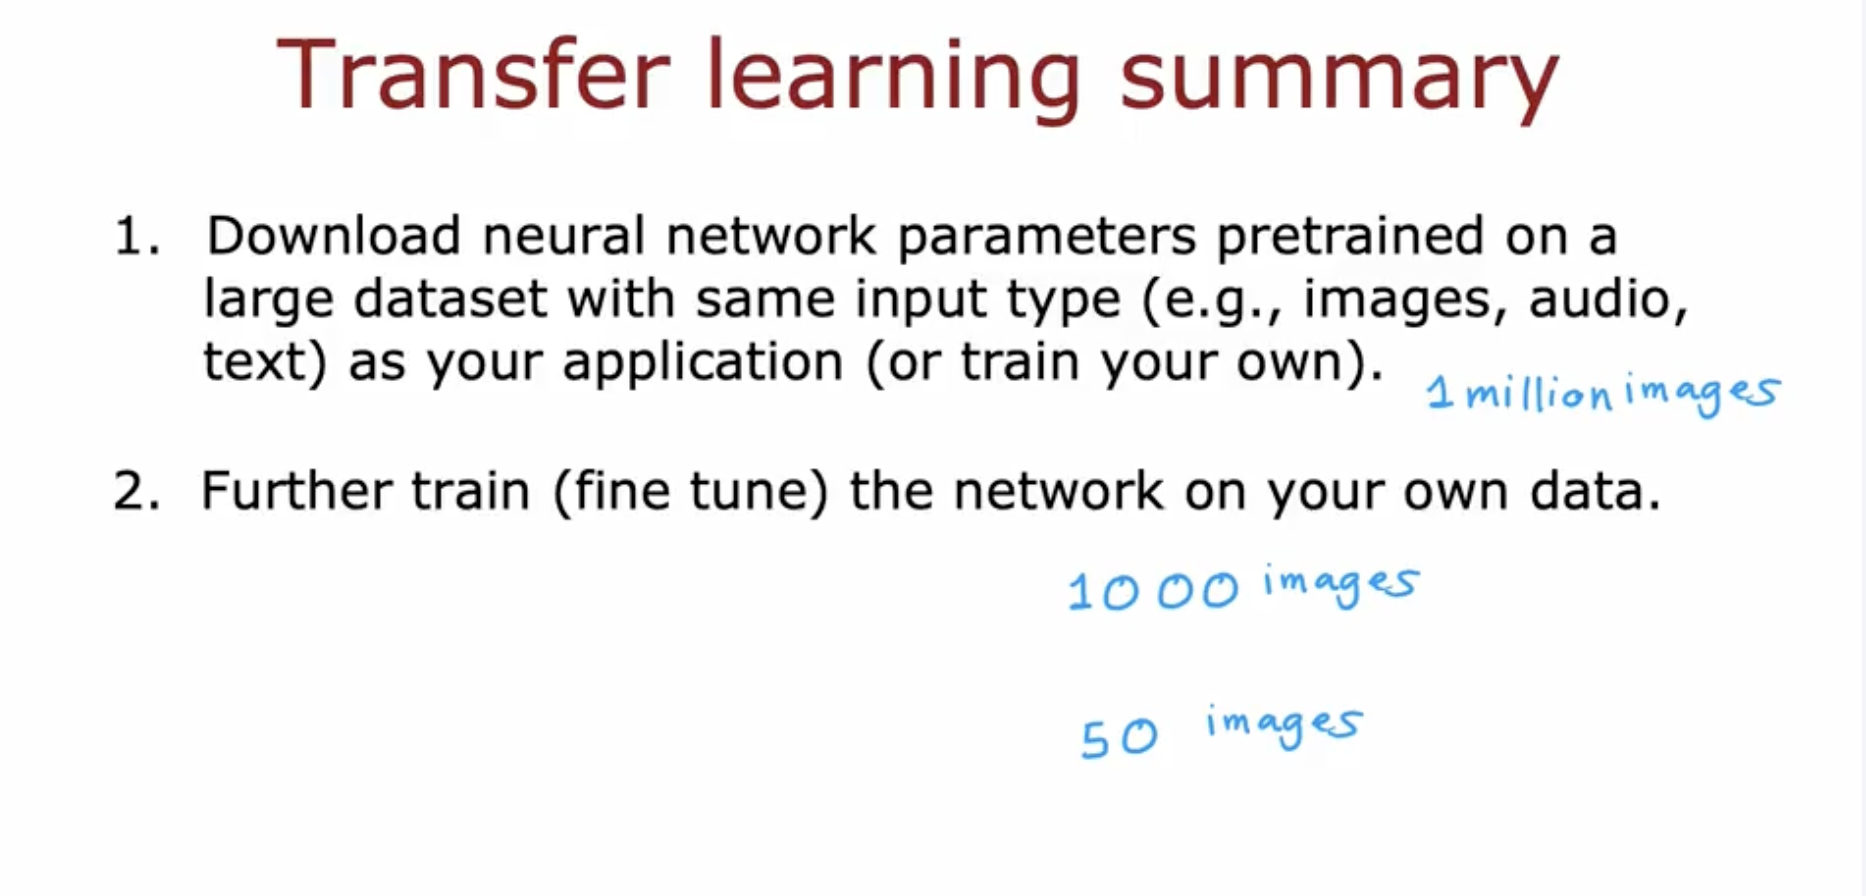 Transfer learning summary
1. Download neural network parameters pretrained on a
large dataset with same input type (e.g., images, audio,
text) as your application (or train your own).
1 million images
2. Further train (fine tune) the network on your own data.
1000 images
50 images